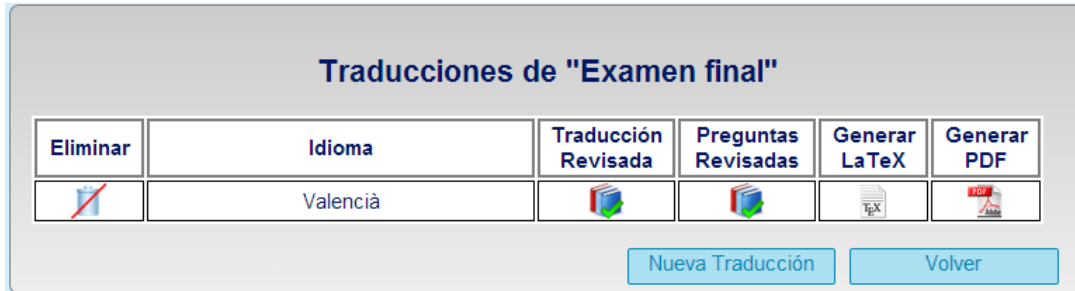 Traducciones de "Examen final"
Eliminar
Idioma
Traducción
Revisada
Preguntas
Revisadas
Generar
LaTeX
Generar
PDF
Valencià
TEX
PDF
Adobe
Nueva Traducción
Volver